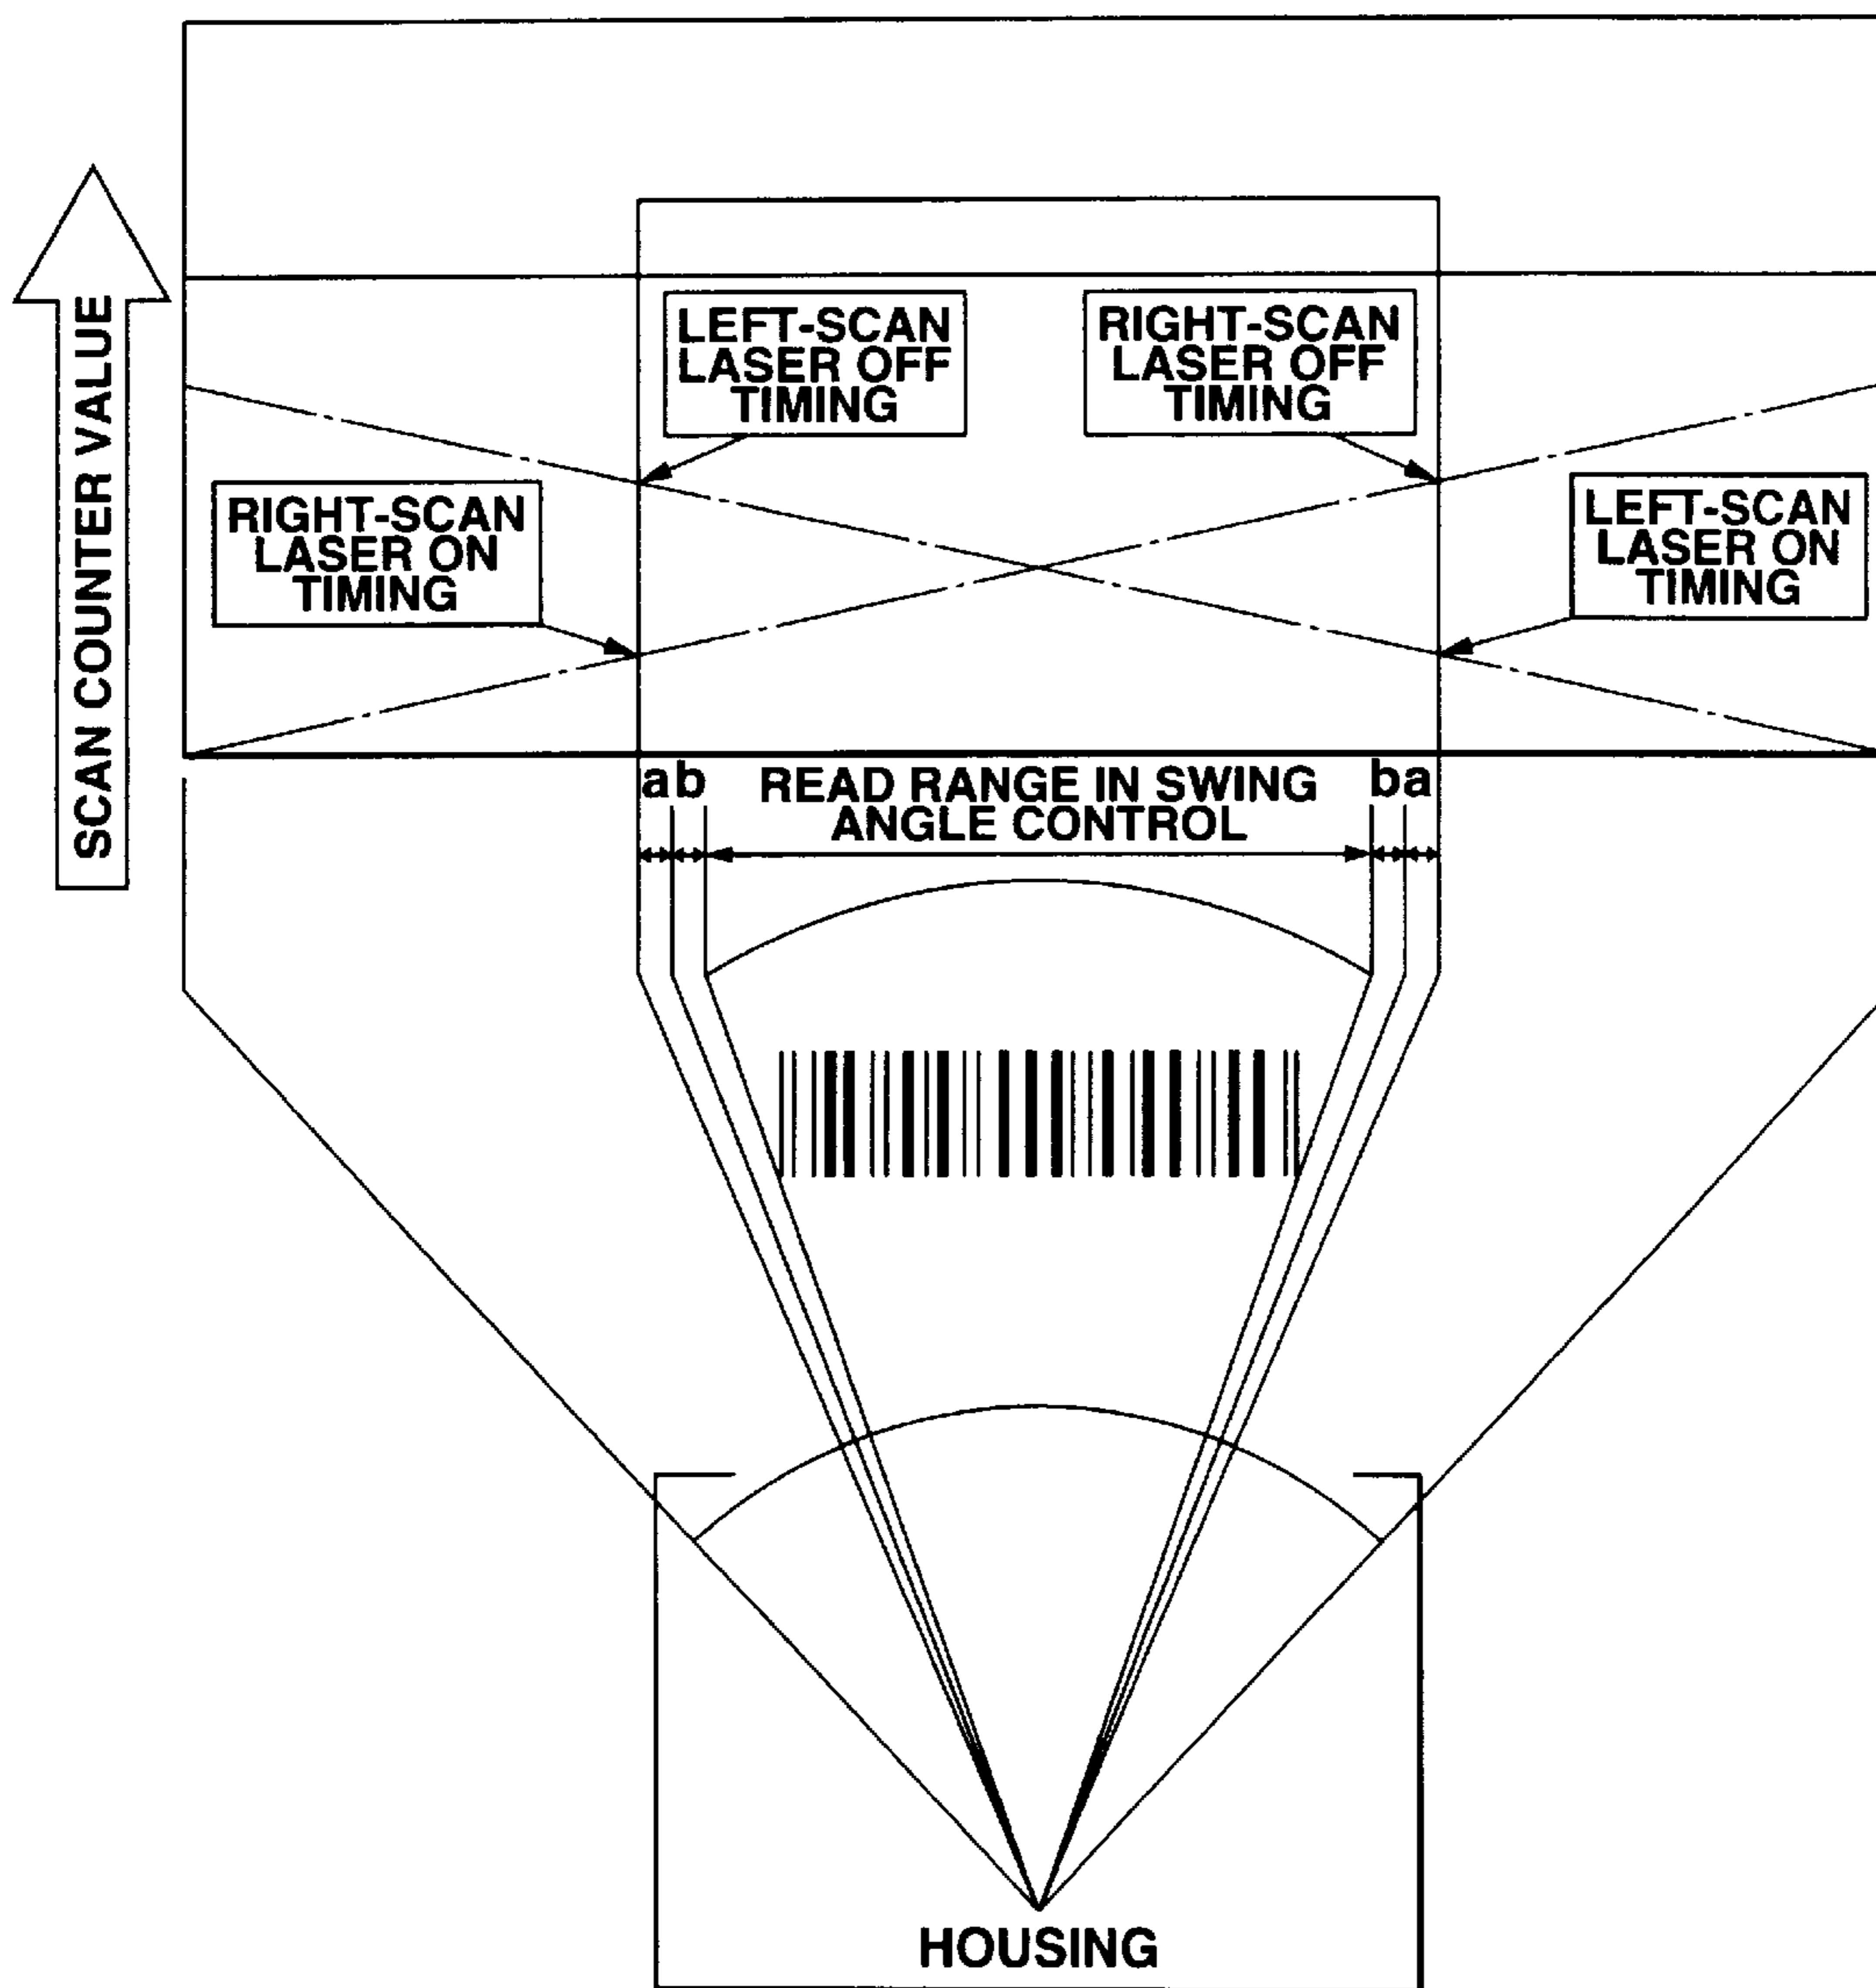 SCAN COUNTER VALUE
LEFT-SCAN
LASER OFF
TIMING
RIGHT-SCAN
LASER OFF
TIMING
RIGHT-SCAN
LASER ON
TIMING
LEFT-SCAN
LASER ON
TIMING
a b
READ RANGE IN SWING
ANGLE CONTROL
b a
HOUSING